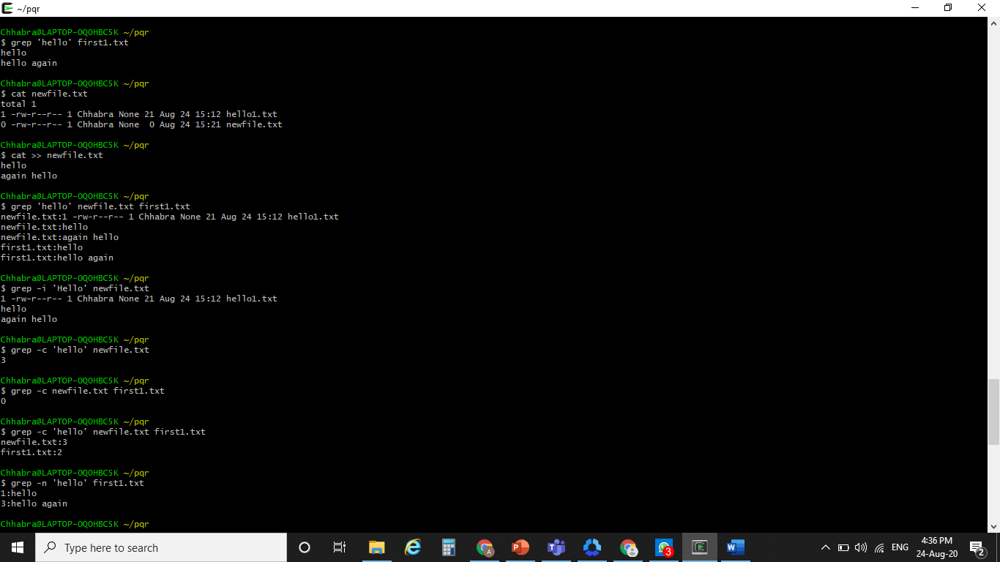 ~/pqr
Chhabra@LAPTOP-OQOHBC5K ~/pqr
$ grep 'hello' first1.txt
hello
hello again
Chhabra@LAPTOP-OQOHBC5K ~/pqr
$ cat newfile.txt
total 1
1 -rw-r--r-- 1 Chhabra None 21 Aug 24 15:12 hello1.txt
0 -rw-r--r-- 1 Chhabra None  0 Aug 24 15:21 newfile.txt
Chhabra@LAPTOP-OQOHBC5K ~/pqr
$ cat >> newfile.txt
hello
again hello
Chhabra@LAPTOP-OQOHBC5K ~/pqr
$ grep 'hello' newfile.txt first1.txt
newfile.txt:1 -rw-r--r-- 1 Chhabra None 21 Aug 24 15:12 hello1.txt
newfile.txt:hello
newfile.txt:again hello
first1.txt:hello
first1.txt:hello again
Chhabra@LAPTOP-OQOHBC5K ~/pqr
$ grep -i 'Hello' newfile.txt
1 -rw-r--r-- 1 Chhabra None 21 Aug 24 15:12 hello1.txt
hello
again hello
Chhabra@LAPTOP-OQOHBC5K ~/pqr
$ grep -c 'hello' newfile.txt
3
Chhabra@LAPTOP-OQOHBC5K ~/pqr
$ grep -c newfile.txt first1.txt
0
Chhabra@LAPTOP-OQOHBC5K ~/pqr
$ grep -c 'hello' newfile.txt first1.txt
newfile.txt:3
first1.txt:2
Chhabra@LAPTOP-OQOHBC5K ~/pqr
$ grep -n 'hello' first1.txt
1:hello
3:hello again
Chhabra@LAPTOP-OQOHBC5K ~/pqr
Type here to search
A
3
ENG
4:36 PM
24-Aug-20
2